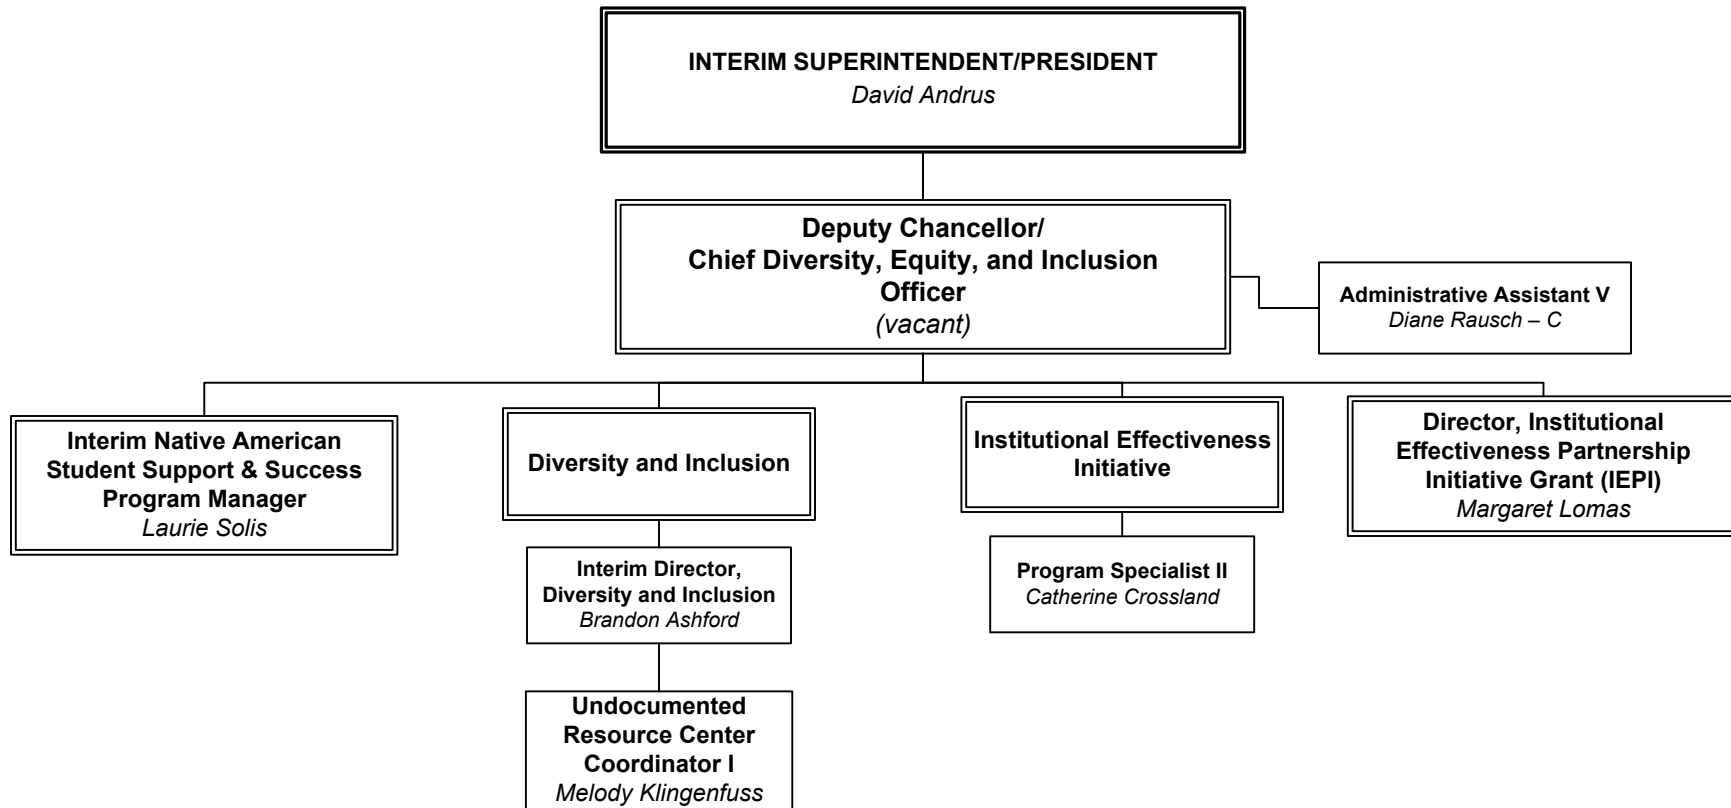 INTERIM SUPERINTENDENT/PRESIDENT
David Andrus
Deputy Chancellor/
Chief Diversity, Equity, and Inclusion
Officer
(vacant)
Administrative Assistant V
Diane Rausch – C
Interim Native American
Student Support & Success
Program Manager
Laurie Solis
Diversity and Inclusion
Institutional Effectiveness
Initiative
Director, Institutional
Effectiveness Partnership
Initiative Grant (IEPI)
Margaret Lomas
Interim Director,
Diversity and Inclusion
Brandon Ashford
Program Specialist II
Catherine Crossland
Undocumented
Resource Center
Coordinator I
Melody Klingenfuss